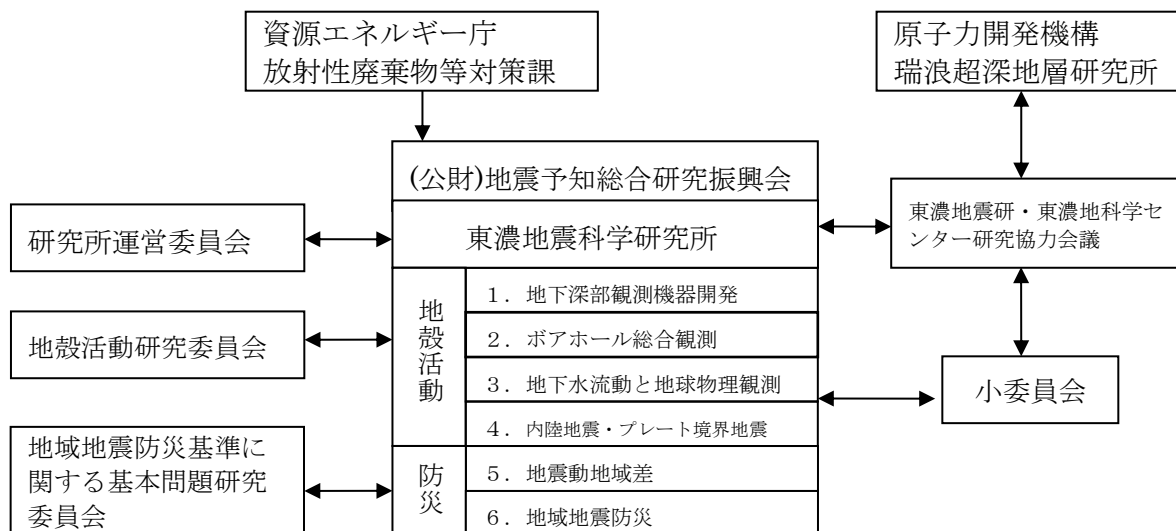 資源エネルギー庁
放射性廃棄物等対策課
原子力開発機構
瑞浪超深地層研究所
(公財)地震予知総合研究振興会
東濃地震科学研究所
研究所運営委員会
東濃地震研・東濃地科学セ
ンター研究協力会議
地殻活動
1．地下深部観測機器開発
2．ボアホール総合観測
3．地下水流動と地球物理観測
4．内陸地震・プレート境界地震
地殻活動研究委員会
小委員会
防災
5．地震動地域差
6．地域地震防災
地域地震防災基準に
関する基本問題研究
委員会